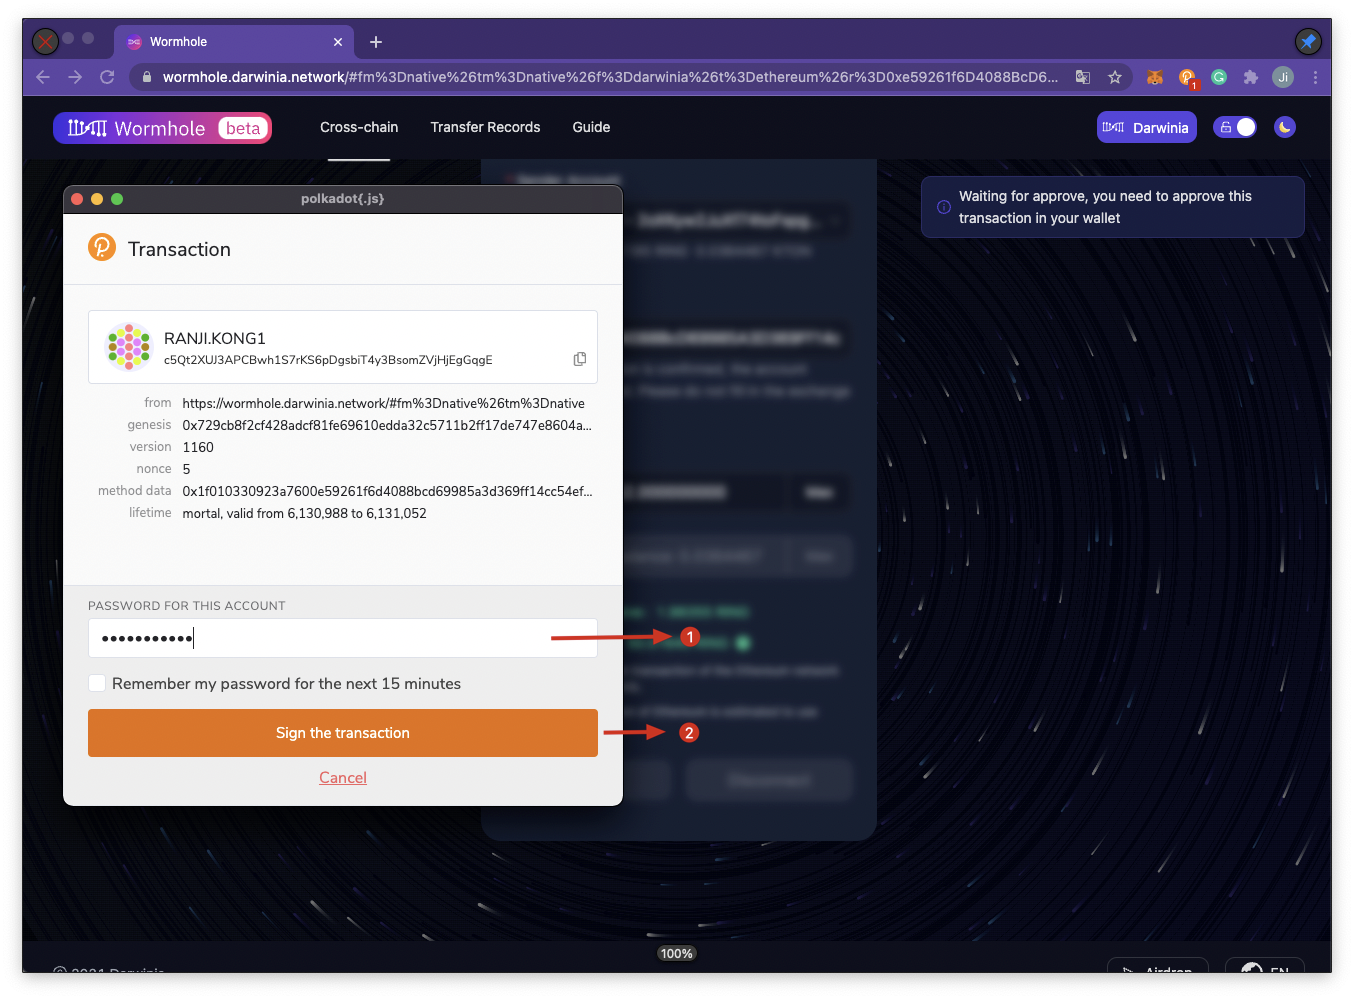 Wormhole
wormhole.darwinia.network/#fm%3Dnative%26tm%3Dnative%26f%3Ddarwinia%26t%3Dethereum%26r%3D0xe59261f6D4088BcD6...
1
Ji
Wormhole beta
Cross-chain
Transfer Records
Guide
Darwinia
Waiting for approve, you need to approve this
transaction in your wallet
polkadot{.js}
Transaction
RANJI.KONG1
c5Qt2XUJ3APCBwh1S7rKS6pDgsbiT4y3BsomZVjHjEgGqgE
from https://wormhole.darwinia.network/#fm%3Dnative%26tm%3Dnative
genesis 0x729cb8f2cf428adcf81fe69610edda32c5711b2ff17de747e8604a...
version 1160
nonce 5
method data 0x1f010330923a7600e59261f6d4088bcd69985a3d369ff14cc54ef...
lifetime mortal, valid from 6,130,988 to 6,131,052
PASSWORD FOR THIS ACCOUNT
1
Remember my password for the next 15 minutes
Sign the transaction
2
Cancel
Disconnect
100%
© 2021 Darwinia
Airdrop
EN